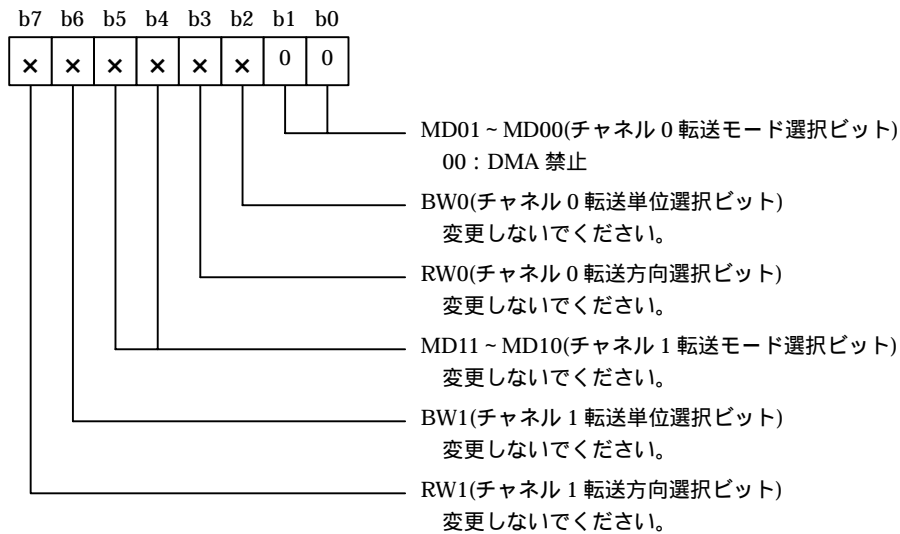 b7 b6 b5 b4 b3 b2 b1 b0
× × × × × × 0 0
MD01~MD00(チャネル 0 転送モード選択ビット)
00：DMA 禁止
BW0(チャネル 0 転送単位選択ビット)
変更しないでください。
RW0(チャネル 0 転送方向選択ビット)
変更しないでください。
MD11~MD10(チャネル 1 転送モード選択ビット)
変更しないでください。
BW1(チャネル 1 転送単位選択ビット)
変更しないでください。
RW1(チャネル 1 転送方向選択ビット)
変更しないでください。